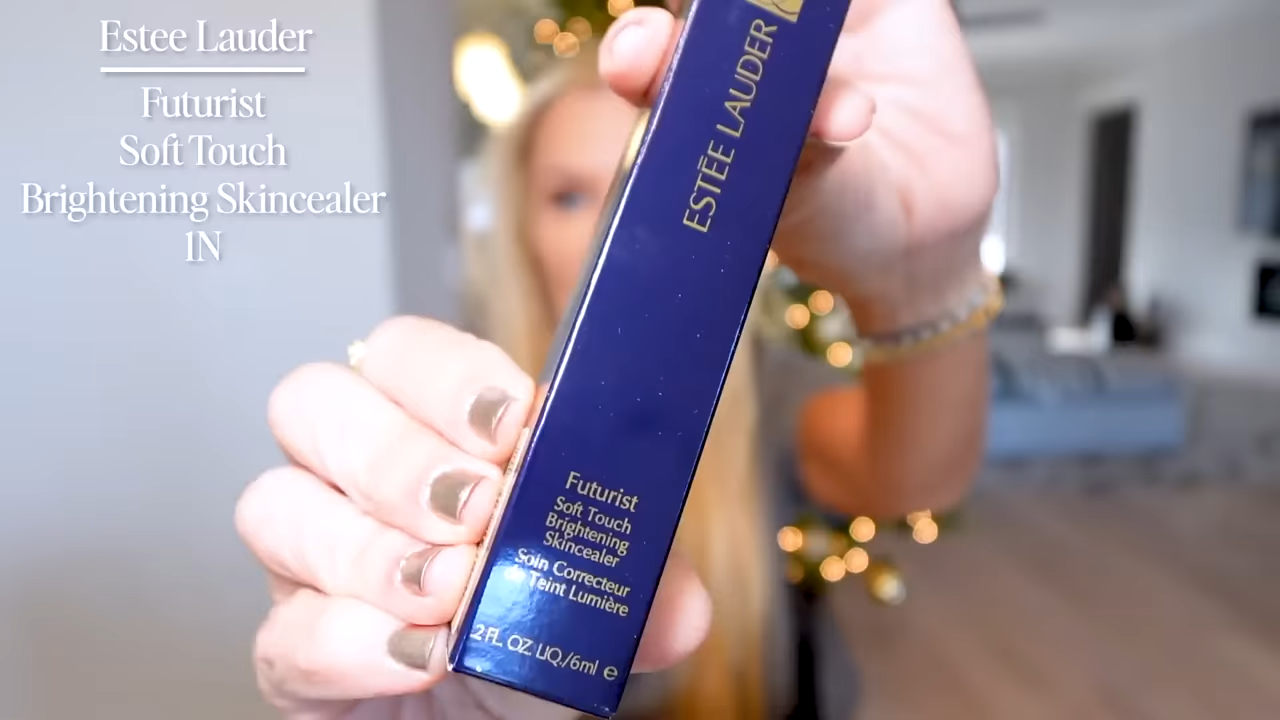 Estee Lauder
Futurist
Soft Touch
Brightening Skincealer
1N
ESTĒE LAUDER
Futurist
Soft Touch
Brightening
Skincealer
Soin Correcteur
Teint Lumière
.2 FL. OZ. LIQ./6ml e